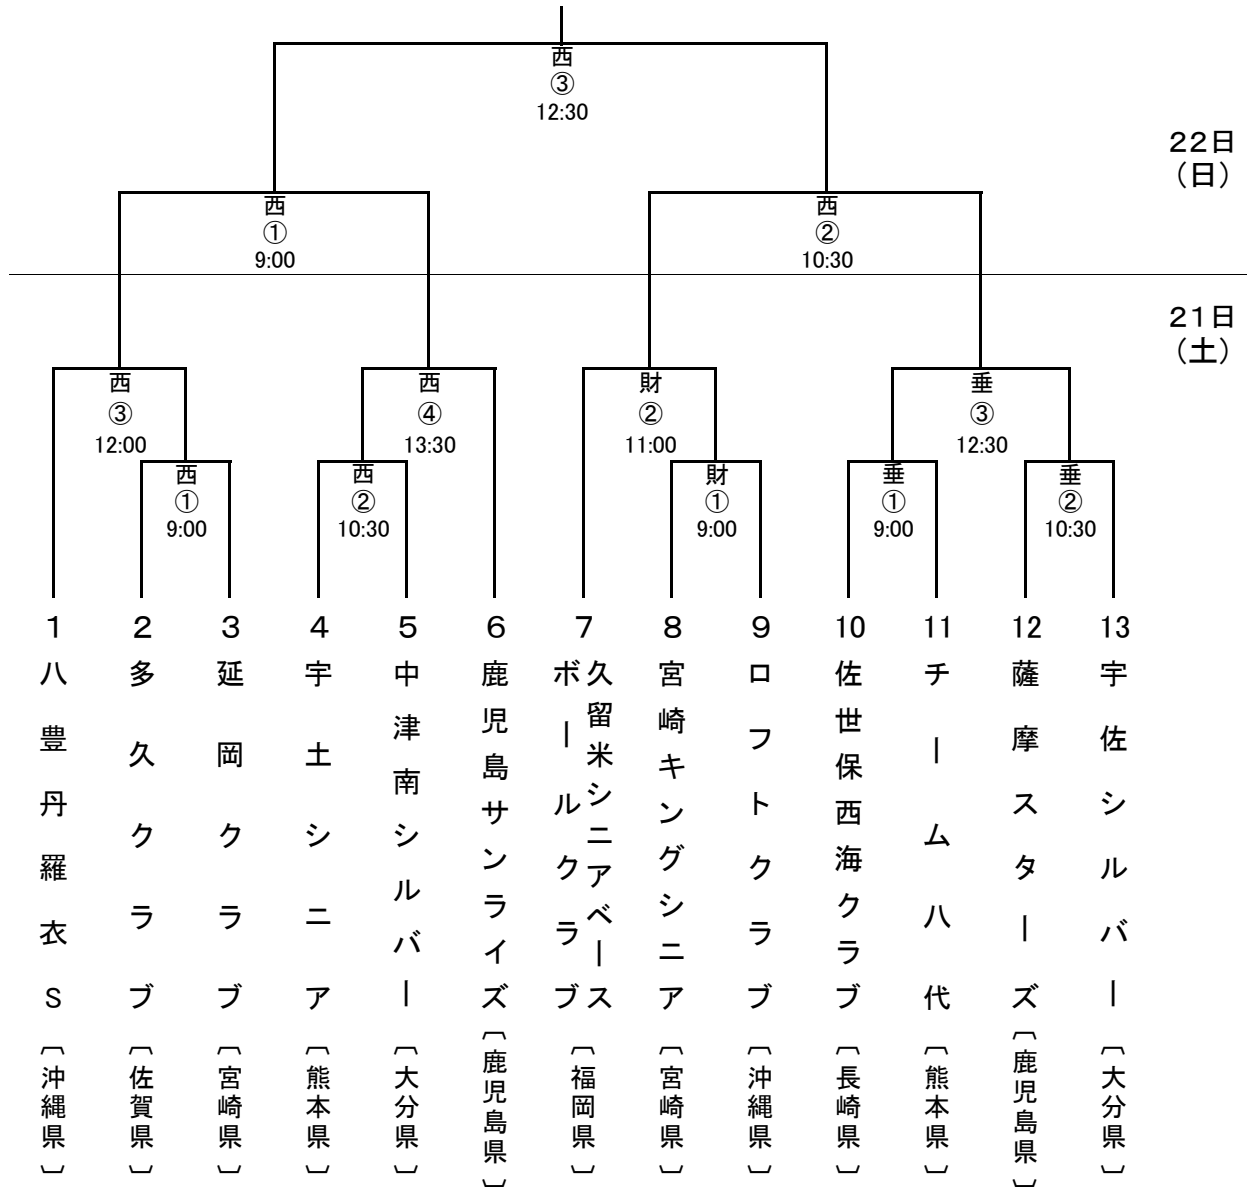 西
③
12:30
22日
（日）
西
①
9:00
西
②
10:30
21日
（土）
西
③
12:00
西
④
13:30
財
②
11:00
垂
③
12:30
西
①
9:00
西
②
10:30
財
①
9:00
垂
①
9:00
垂
②
10:30
1
八豊丹羅衣S
〔沖縄県〕
2
多久クラブ
〔佐賀県〕
3
延岡クラブ
〔宮崎県〕
4
宇土シニア
〔熊本県〕
5
中津南シルバー
〔大分県〕
6
鹿児島サンライズ
〔鹿児島県〕
7
久留米シニアベース
ボールクラブ
〔福岡県〕
8
宮崎キングシニア
〔宮崎県〕
9
ロフトクラブ
〔沖縄県〕
10
佐世保西海クラブ
〔長崎県〕
11
チーム八代
〔熊本県〕
12
薩摩スターズ
〔鹿児島県〕
13
宇佐シルバー
〔大分県〕